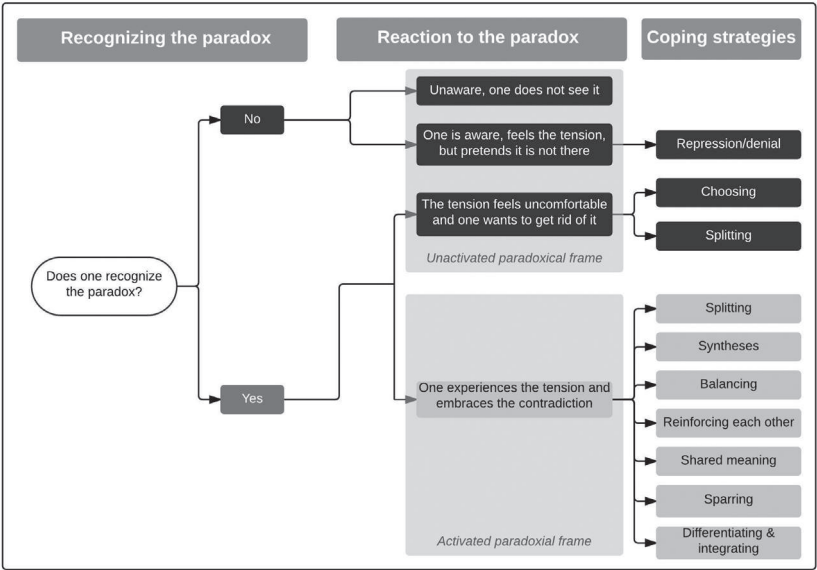 Recognizing the paradox
Reaction to the paradox
Coping strategies
Does one recognize
the paradox?
No
Yes
Unaware, one does not see it
One is aware, feels the tension,
but pretends it is not there
The tension feels uncomfortable
and one wants to get rid of it
Unactivated paradoxical frame
One experiences the tension and
embraces the contradiction
Activated paradoxial frame
Repression/denial
Choosing
Splitting
Splitting
Syntheses
Balancing
Reinforcing each other
Shared meaning
Sparring
Differentiating &
integrating